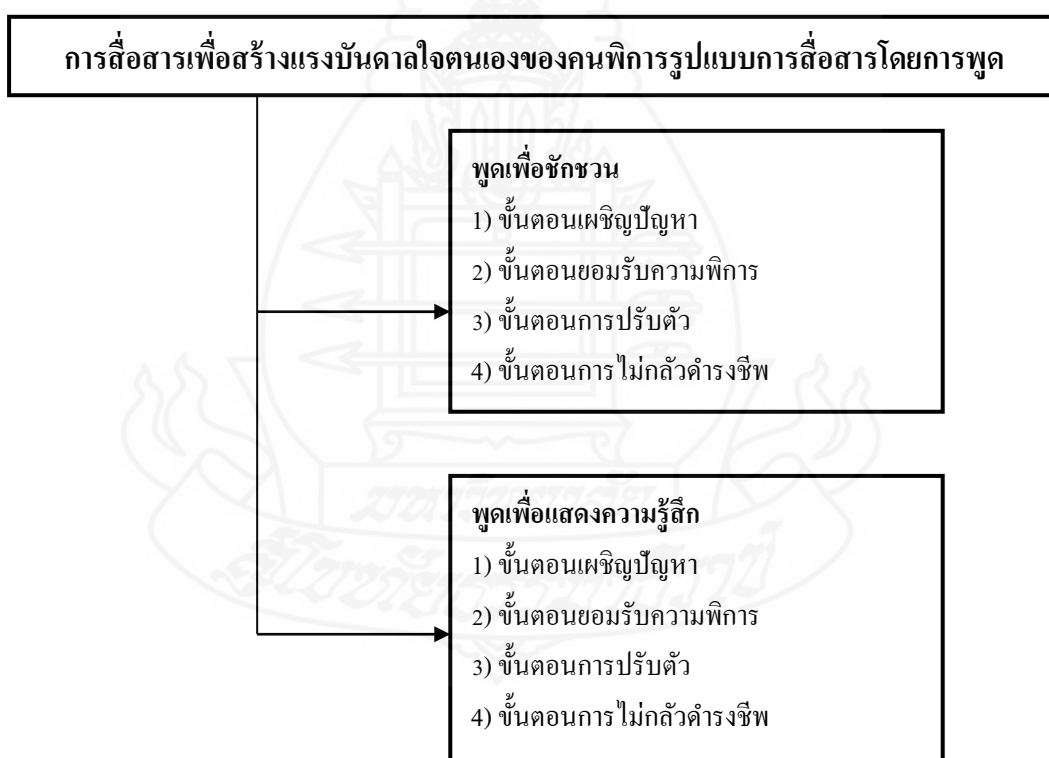 การสื่อสารเพื่อสร้างแรงบันดาลใจตนเองของคนพิการรูปแบบการสื่อสารโดยการพูด
พูดเพื่อชักชวน
1) ขั้นตอนเผชิญปัญหา
2) ขั้นตอนยอมรับความพิการ
3) ขั้นตอนการปรับตัว
4) ขั้นตอนการไม่กลัวดำรงชีพ
พูดเพื่อแสดงความรู้สึก
1) ขั้นตอนเผชิญปัญหา
2) ขั้นตอนยอมรับความพิการ
3) ขั้นตอนการปรับตัว
4) ขั้นตอนการไม่กลัวดำรงชีพ